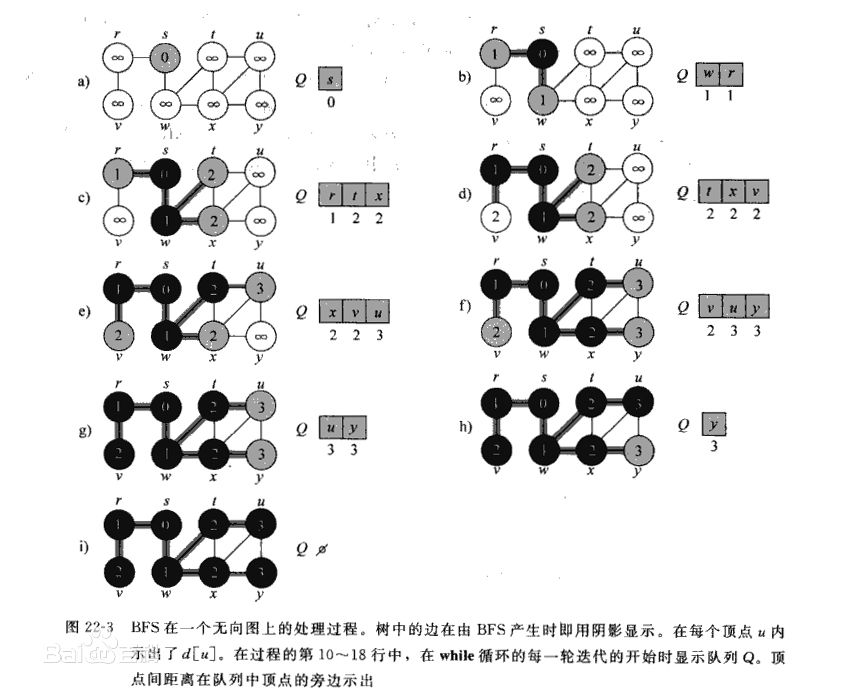 r s t u
∞ 0 ∞ ∞
a) Q s
0
∞ ∞ ∞ ∞
v w x y
r s t u
1 0 ∞ ∞
b) Q w r
1 1
∞ 1 ∞ ∞
v w x y
r s t u
1 0 2 ∞
c) Q r t x
1 2 2
∞ 1 2 ∞
v w x y
r s t u
1 0 2 ∞
d) Q t x v
2 2 2
2 1 2 ∞
v w x y
r s t u
1 0 2 3
e) Q x v u
2 2 3
2 1 2 ∞
v w x y
r s t u
1 0 2 3
f) Q v u y
2 3 3
2 1 2 3
v w x y
r s t u
1 0 2 3
g) Q u y
3 3
2 1 2 3
v w x y
r s t u
1 0 2 3
h) Q y
3
2 1 2 3
v w x y
r s t u
1 0 2 3
i) Q ∅
2 1 2 3
v w x y
图 22-3 BFS 在一个无向图上的处理过程。树中的边在由 BFS 产生时即用阴影显示。在每个顶点 u 内
示出了 d[u]。在过程的第 10～18 行中，在 while 循环的每一轮迭代的开始时显示队列 Q。顶
点间距离在队列中顶点的旁边示出